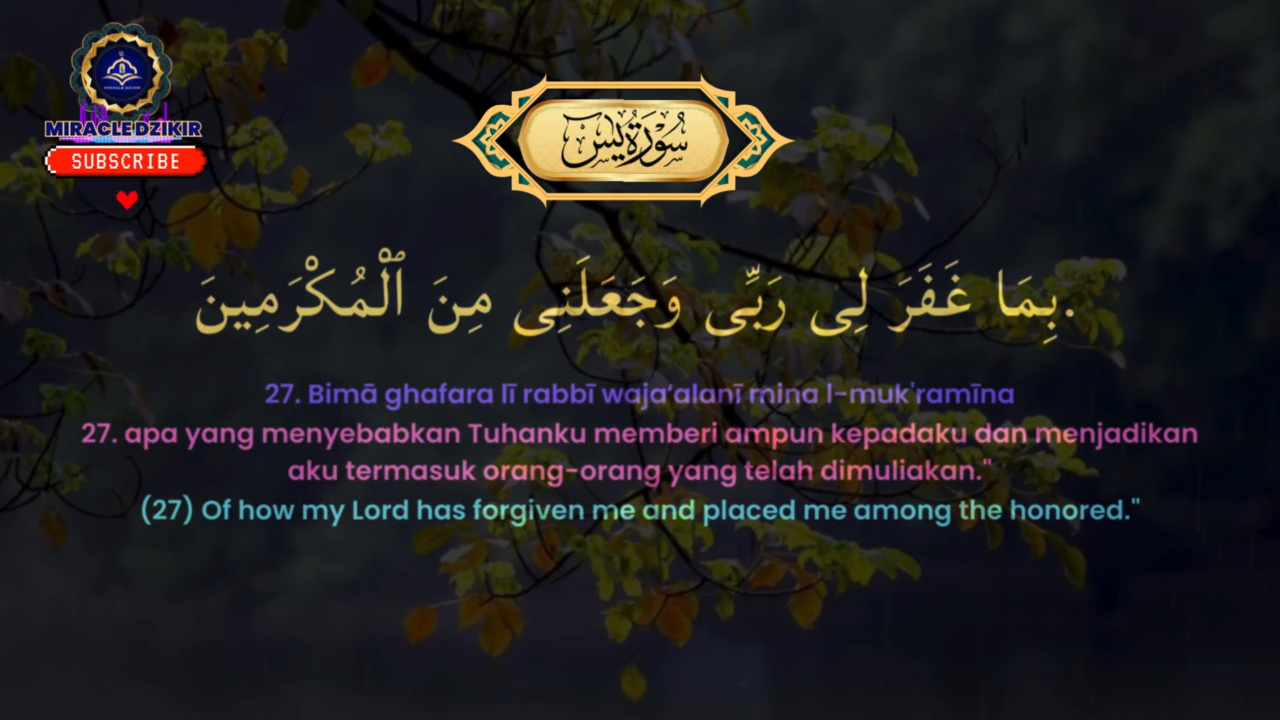 MIRACLE DZIKIR
SUBSCRIBE
سُورَةُ يس
بِمَا غَفَرَ لِى رَبِّى وَجَعَلَنِى مِنَ ٱلْمُكْرَمِينَ.
27. Bimā ghafara lī rabbī waja‘alanī mina l-muk'ramīna
27. apa yang menyebabkan Tuhanku memberi ampun kepadaku dan menjadikan
aku termasuk orang-orang yang telah dimuliakan."
(27) Of how my Lord has forgiven me and placed me among the honored."